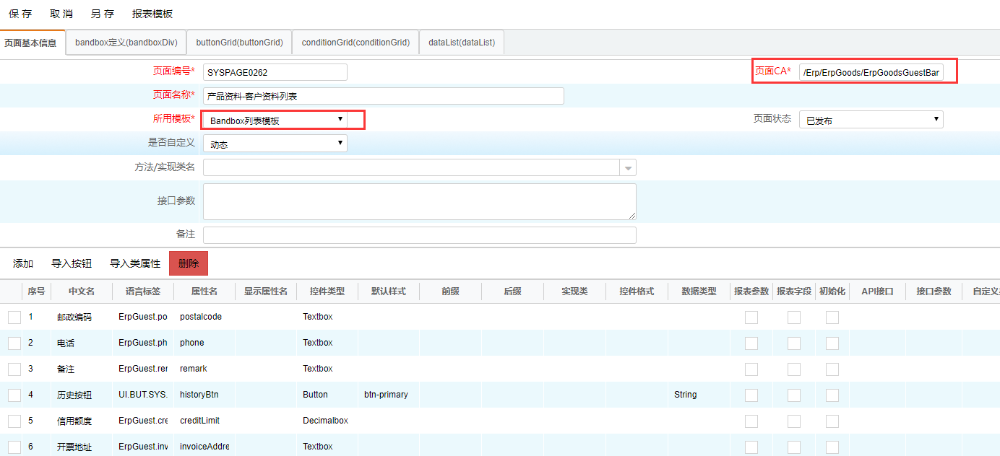 保 存 取 消 另 存 报表模板
页面基本信息 bandbox定义(bandboxDiv) buttonGrid(buttonGrid) conditionGrid(conditionGrid) dataList(dataList)
页面编号* SYSPAGE0262 页面CA* /Erp/ErpGoods/ErpGoodsGuestBar
页面名称* 产品资料-客户资料列表
所用模板* Bandbox列表模板 页面状态 已发布
是否自定义 动态
方法/实现类名
接口参数
备注
添加 导入按钮 导入类属性 删除
序号 中文名 语言标签 属性名 显示属性名 控件类型 默认样式 前缀 后缀 实现类 控件格式 数据类型 报表参数 报表字段 初始化 API接口 接口参数 自定义
1 邮政编码 ErpGuest.po postalcode Textbox
2 电话 ErpGuest.ph phone Textbox
3 备注 ErpGuest.rer remark Textbox
4 历史按钮 UI.BUT.SYS. historyBtn Button btn-primary String
5 信用额度 ErpGuest.cre creditLimit Decimalbox
6 开票地址 ErpGuest.inv invoiceAddre Textbox